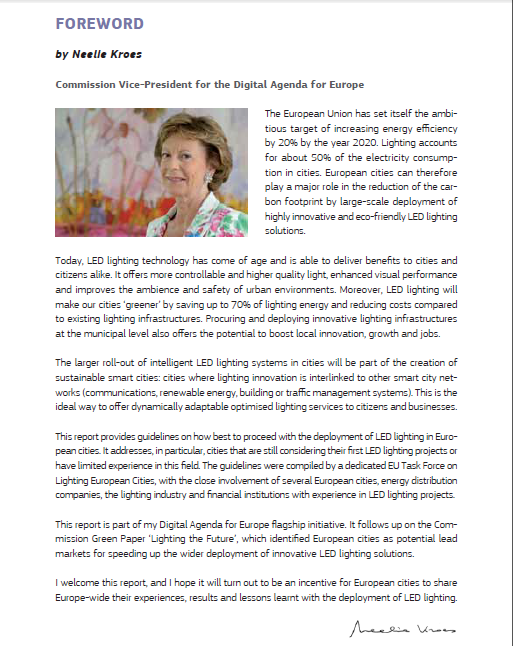 FOREWORD
by Neelie Kroes
Commission Vice-President for the Digital Agenda for Europe
The European Union has set itself the ambi-
tious target of increasing energy efficiency
by 20% by the year 2020. Lighting accounts
for about 50% of the electricity consump-
tion in cities. European cities can therefore
play a major role in the reduction of the car-
bon footprint by large-scale deployment of
highly innovative and eco-friendly LED lighting
solutions.
Today, LED lighting technology has come of age and is able to deliver benefits to cities and
citizens alike. It offers more controllable and higher quality light, enhanced visual performance
and improves the ambience and safety of urban environments. Moreover, LED lighting will
make our cities 'greener' by saving up to 70% of lighting energy and reducing costs compared
to existing lighting infrastructures. Procuring and deploying innovative lighting infrastructures
at the municipal level also offers the potential to boost local innovation, growth and jobs.
The larger roll-out of intelligent LED lighting systems in cities will be part of the creation of
sustainable smart cities: cities where lighting innovation is interlinked to other smart city net-
works (communications, renewable energy, building or traffic management systems). This is the
ideal way to offer dynamically adaptable optimised lighting services to citizens and businesses.
This report provides guidelines on how best to proceed with the deployment of LED lighting in Euro-
pean cities. It addresses, in particular, cities that are still considering their first LED lighting projects or
have limited experience in this field. The guidelines were compiled by a dedicated EU Task Force on
Lighting European Cities, with the close involvement of several European cities, energy distribution
companies, the lighting industry and financial institutions with experience in LED lighting projects.
This report is part of my Digital Agenda for Europe flagship initiative. It follows up on the Com-
mission Green Paper 'Lighting the Future', which identified European cities as potential lead
markets for speeding up the wider deployment of innovative LED lighting solutions.
I welcome this report, and I hope it will turn out to be an incentive for European cities to share
Europe-wide their experiences, results and lessons learnt with the deployment of LED lighting.
Neelie Kroes